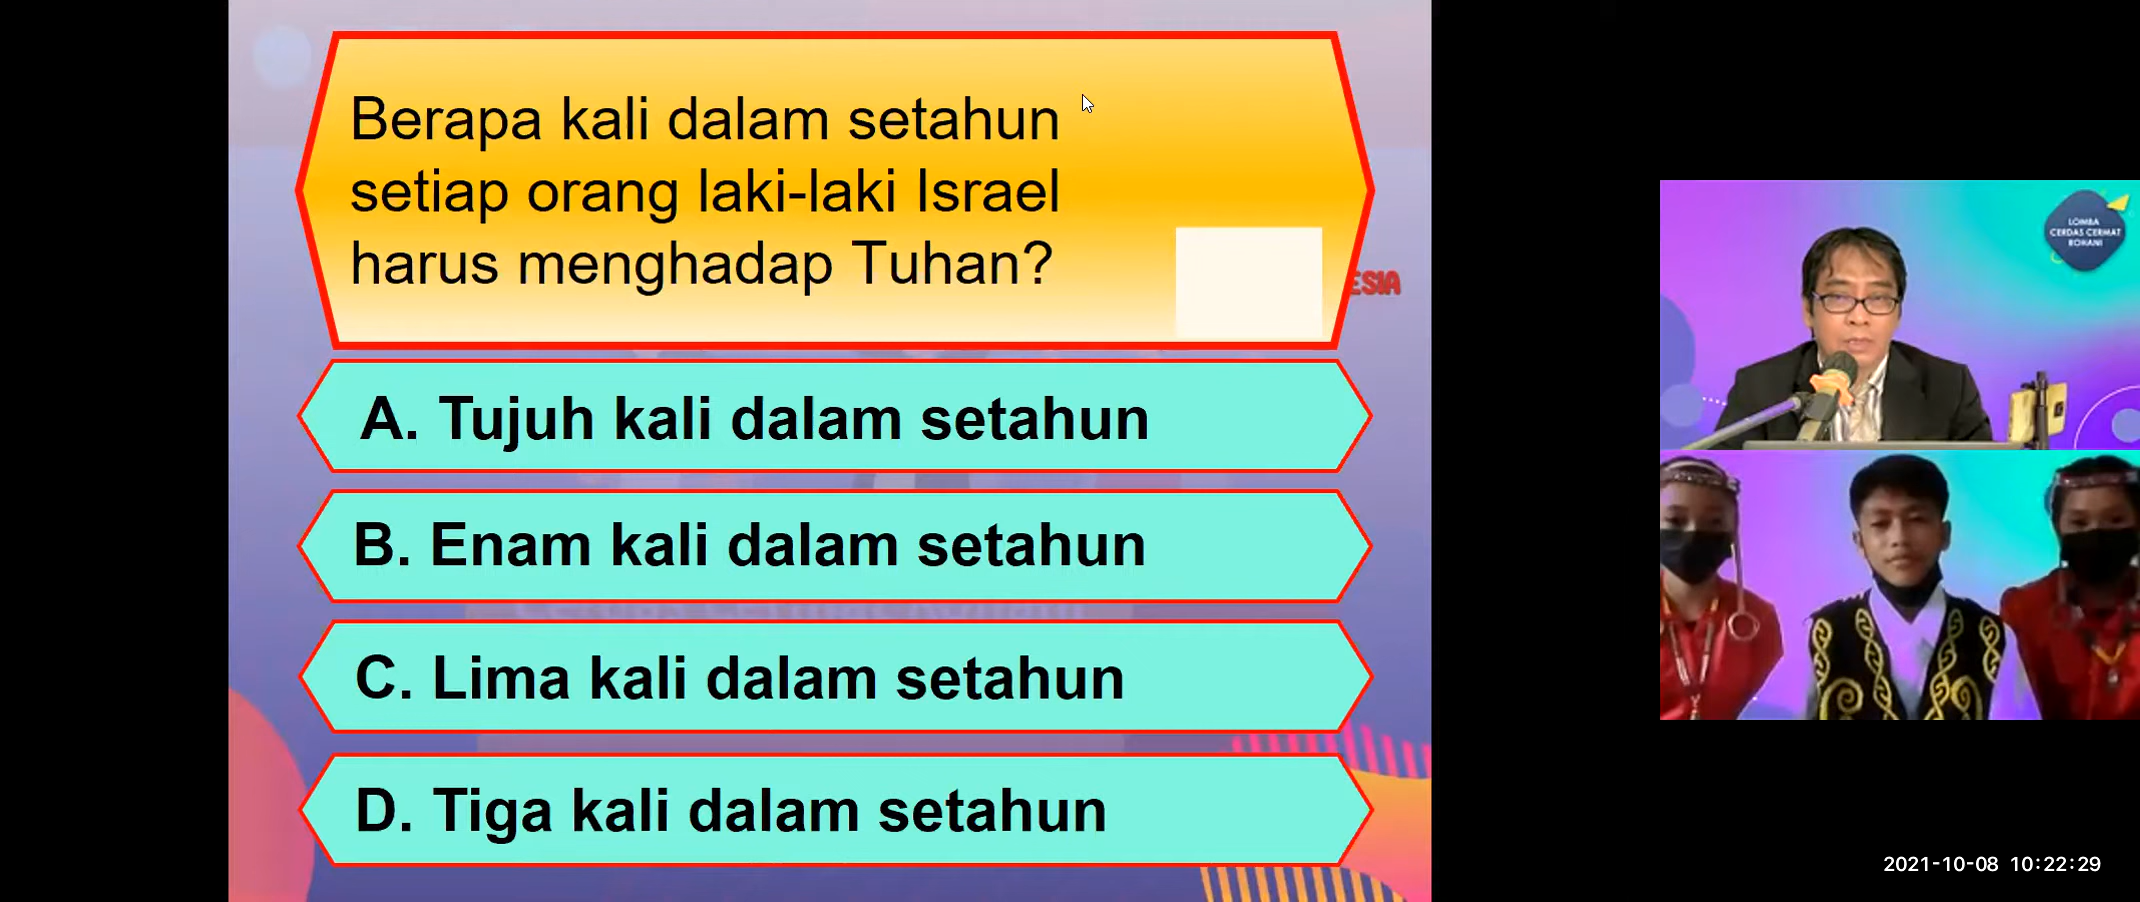 Berapa kali dalam setahun
setiap orang laki-laki Israel
harus menghadap Tuhan?
ESIA
A. Tujuh kali dalam setahun
B. Enam kali dalam setahun
C. Lima kali dalam setahun
D. Tiga kali dalam setahun
LOMBA
CERDAS CERMAT
ROHANI
2021-10-08 10:22:29